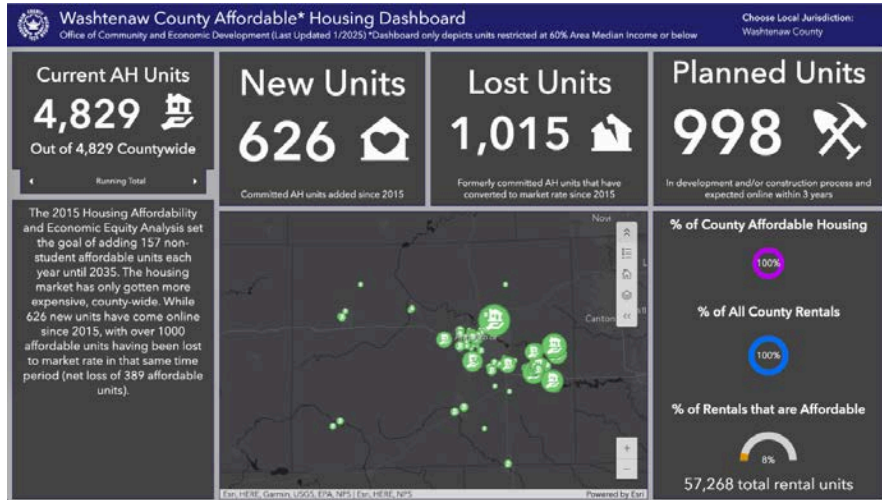 Washtenaw County Affordable* Housing Dashboard
Office of Community and Economic Development (Last Updated 1/2025) *Dashboard only depicts units restricted at 60% Area Median Income or below
Choose Local Jurisdiction:
Washtenaw County
Current AH Units
4,829
Out of 4,829 Countywide
Running Total
New Units
626
Committed AH units added since 2015
Lost Units
1,015
Formerly committed AH units that have
converted to market rate since 2015
Planned Units
998
In development and/or construction process and
expected online within 3 years
The 2015 Housing Affordability
and Economic Equity Analysis set
the goal of adding 157 non-
student affordable units each
year until 2035. The housing
market has only gotten more
expensive, county-wide. While
626 new units have come online
since 2015, with over 1000
affordable units having been lost
to market rate in that same time
period (net loss of 389 affordable
units).
Novi
Canton
Esri, HERE, Garmin, USGS, EPA, NPS | Esri, HERE, NPS
Powered by Esri
% of County Affordable Housing
100%
% of All County Rentals
100%
% of Rentals that are Affordable
8%
57,268 total rental units